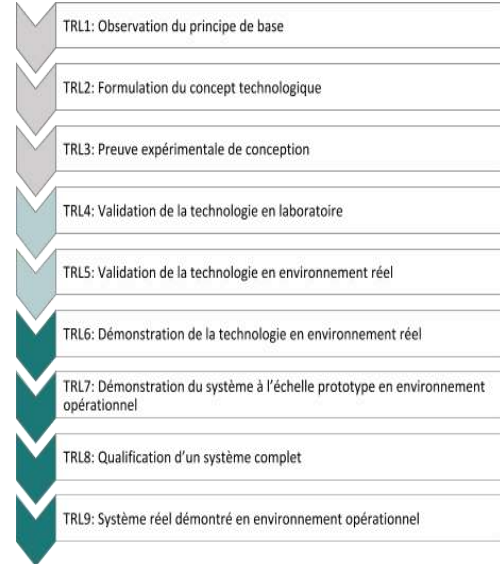 TRL1: Observation du principe de base
TRL2: Formulation du concept technologique
TRL3: Preuve expérimentale de conception
TRL4: Validation de la technologie en laboratoire
TRL5: Validation de la technologie en environnement réel
TRL6: Démonstration de la technologie en environnement réel
TRL7: Démonstration du système à l'échelle prototype en environnement
opérationnel
TRL8: Qualification d'un système complet
TRL9: Système réel démontré en environnement opérationnel